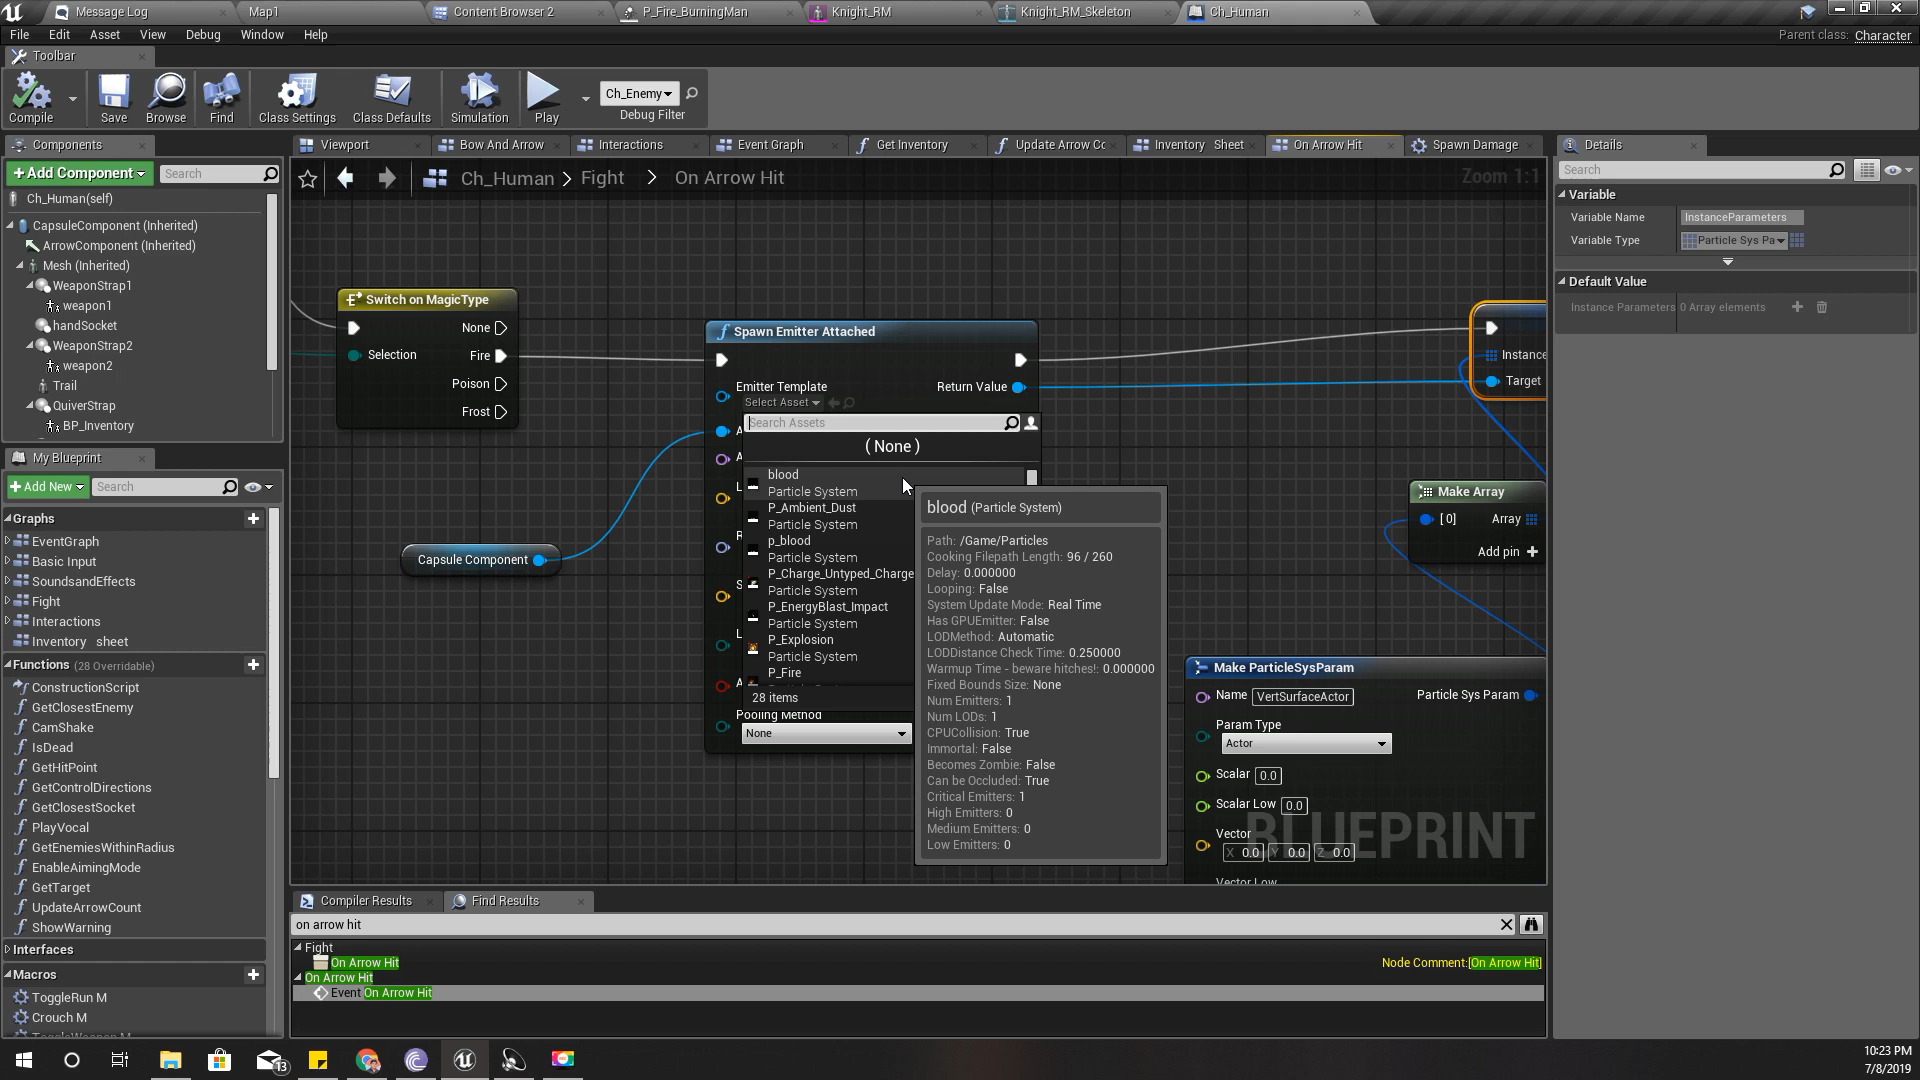 Message Log
Map1
Content Browser 2
P_Fire_BurningMan
Knight_RM
Knight_RM_Skeleton
Ch_Human
File
Edit
Asset
View
Debug
Window
Help
Parent class: Character
Toolbar
Compile
Save
Browse
Find
Class Settings
Class Defaults
Simulation
Play
Ch_Enemy
Debug Filter
Components
+Add Component
Search
Ch_Human(self)
CapsuleComponent (Inherited)
ArrowComponent (Inherited)
Mesh (Inherited)
WeaponStrap1
weapon1
handSocket
WeaponStrap2
weapon2
Trail
QuiverStrap
BP_Inventory
My Blueprint
+Add New
Search
Graphs
EventGraph
Basic Input
SoundsandEffects
Fight
Interactions
Inventory sheet
Functions (28 Overridable)
ConstructionScript
GetClosestEnemy
CamShake
IsDead
GetHitPoint
GetControlDirections
GetClosestSocket
PlayVocal
GetEnemiesWithinRadius
EnableAimingMode
GetTarget
UpdateArrowCount
ShowWarning
Interfaces
Macros
ToggleRun M
Crouch M
ToggleWeapon M
Viewport
Bow And Arrow
Interactions
Event Graph
Get Inventory
Update Arrow Cc
Inventory Sheet
On Arrow Hit
Spawn Damage
Ch_Human > Fight > On Arrow Hit
Zoom 1:1
Switch on MagicType
None
Selection
Fire
Poison
Frost
Capsule Component
Spawn Emitter Attached
Emitter Template
Select Asset
Return Value
Search Assets
( None )
blood
Particle System
P_Ambient_Dust
Particle System
p_blood
Particle System
P_Charge_Untyped_Charge
Particle System
P_EnergyBlast_Impact
Particle System
P_Explosion
Particle System
P_Fire
28 items
Pooling Method
None
blood (Particle System)
Path: /Game/Particles
Cooking Filepath Length: 96 / 260
Delay: 0.000000
Looping: False
System Update Mode: Real Time
Has GPUEmitter: False
LODMethod: Automatic
LODDistance Check Time: 0.250000
Warmup Time - beware hitches!: 0.000000
Fixed Bounds Size: None
Num Emitters: 1
Num LODs: 1
CPUCollision: True
Immortal: False
Becomes Zombie: False
Can be Occluded: True
Critical Emitters: 1
High Emitters: 0
Medium Emitters: 0
Low Emitters: 0
Instance
Target
Make Array
[0]
Array
Add pin +
Make ParticleSysParam
Name VertSurfaceActor
Particle Sys Param
Param Type
Actor
Scalar 0.0
Scalar Low 0.0
Vector
X 0.0 Y 0.0 Z 0.0
Vector Low
BLUEPRINT
Compiler Results
Find Results
on arrow hit
Fight
On Arrow Hit
Node Comment:[On Arrow Hit]
On Arrow Hit
Event On Arrow Hit
Details
Search
Variable
Variable Name
InstanceParameters
Variable Type
Particle Sys Pa
Default Value
Instance Parameters
0 Array elements
13
10:23 PM
7/8/2019